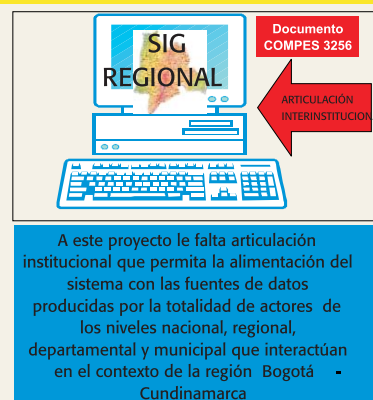 SIG
REGIONAL
Documento
COMPES 3256
ARTICULACIÓN
INTERINSTITUCION
A este proyecto le falta articulación
institucional que permita la alimentación del
sistema con las fuentes de datos
producidas por la totalidad de actores de
los niveles nacional, regional,
departamental y municipal que interactúan
en el contexto de la región Bogotá -
Cundinamarca